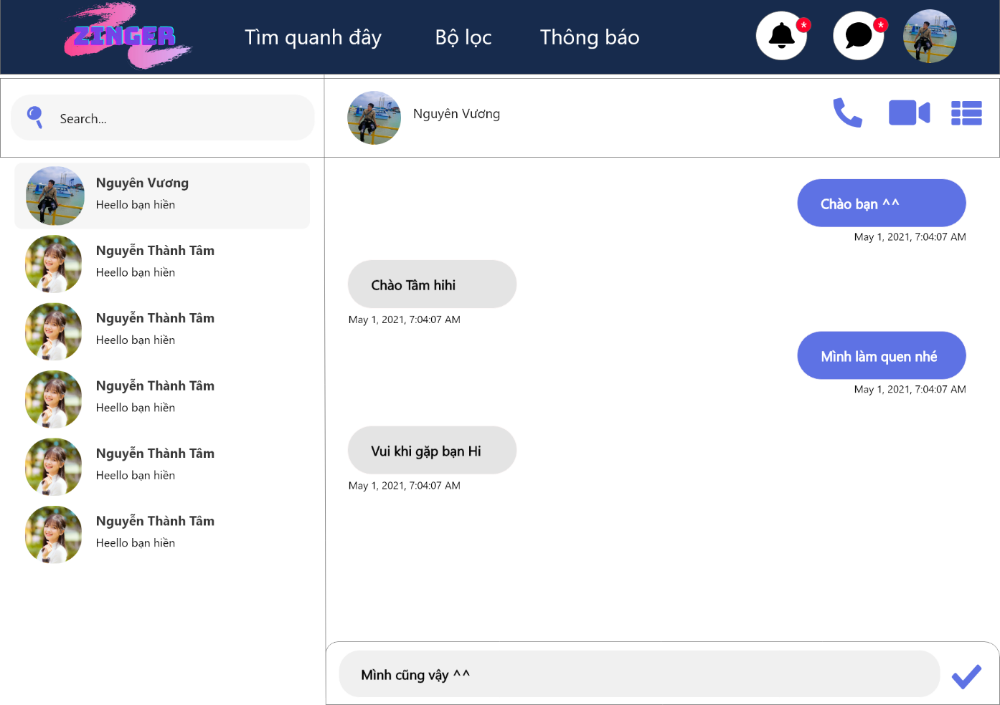 ZINGER
Tìm quanh đây
Bộ lọc
Thông báo
*
*
Search...
Nguyên Vương
Nguyên Vương
Heello bạn hiền
Nguyễn Thành Tâm
Heello bạn hiền
Nguyễn Thành Tâm
Heello bạn hiền
Nguyễn Thành Tâm
Heello bạn hiền
Nguyễn Thành Tâm
Heello bạn hiền
Nguyễn Thành Tâm
Heello bạn hiền
Chào bạn ^^
May 1, 2021, 7:04:07 AM
Chào Tâm hihi
May 1, 2021, 7:04:07 AM
Mình làm quen nhé
May 1, 2021, 7:04:07 AM
Vui khi gặp bạn Hi
May 1, 2021, 7:04:07 AM
Mình cũng vậy ^^